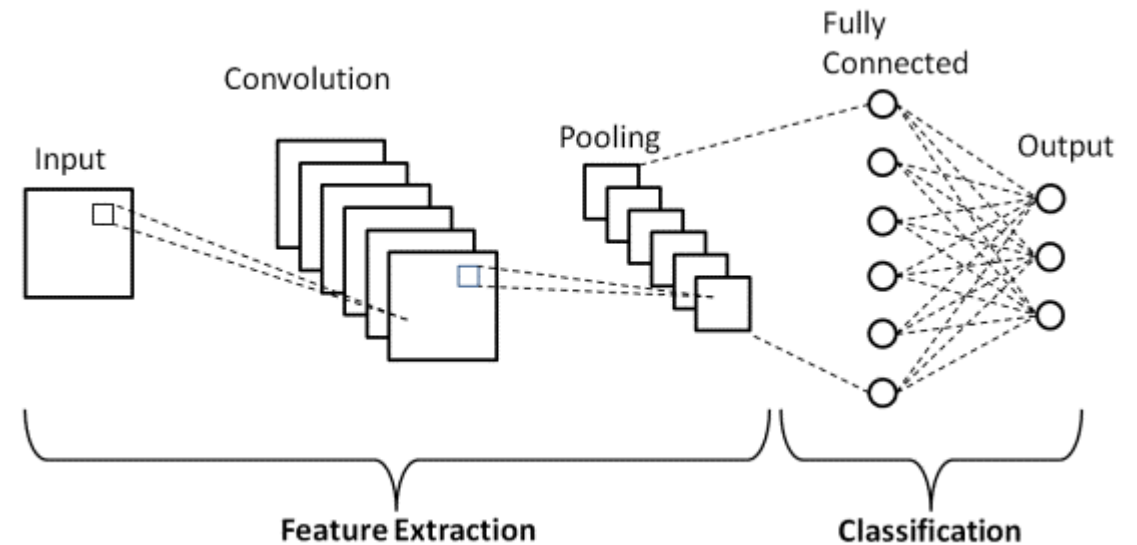 Input
Convolution
Pooling
Fully
Connected
Output
Feature Extraction
Classification